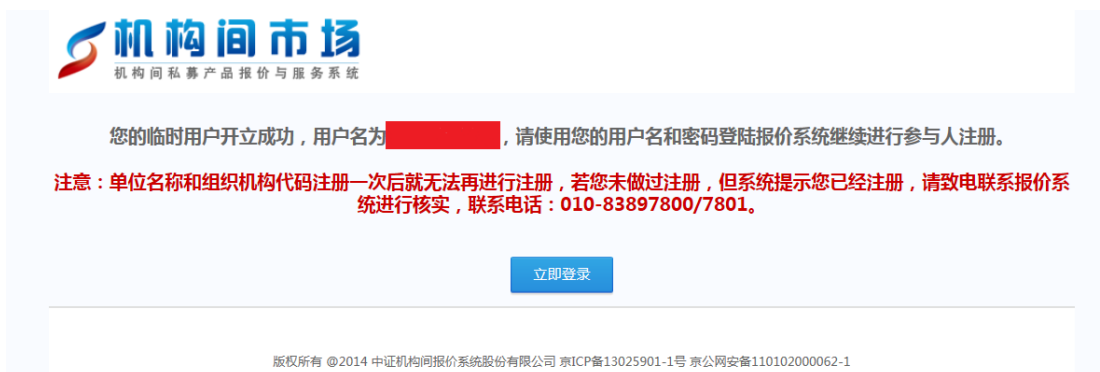 机构间市场
机构间私募产品报价与服务系统
您的临时用户开立成功，用户名为，请使用您的用户名和密码登陆报价系统继续进行参与人注册。
注意：单位名称和组织机构代码注册一次后就无法再进行注册，若您未做过注册，但系统提示您已经注册，请致电联系报价系
统进行核实，联系电话：010-83897800/7801。
立即登录
版权所有 @2014 中证机构间报价系统股份有限公司 京ICP备13025901-1号 京公网安备110102000062-1